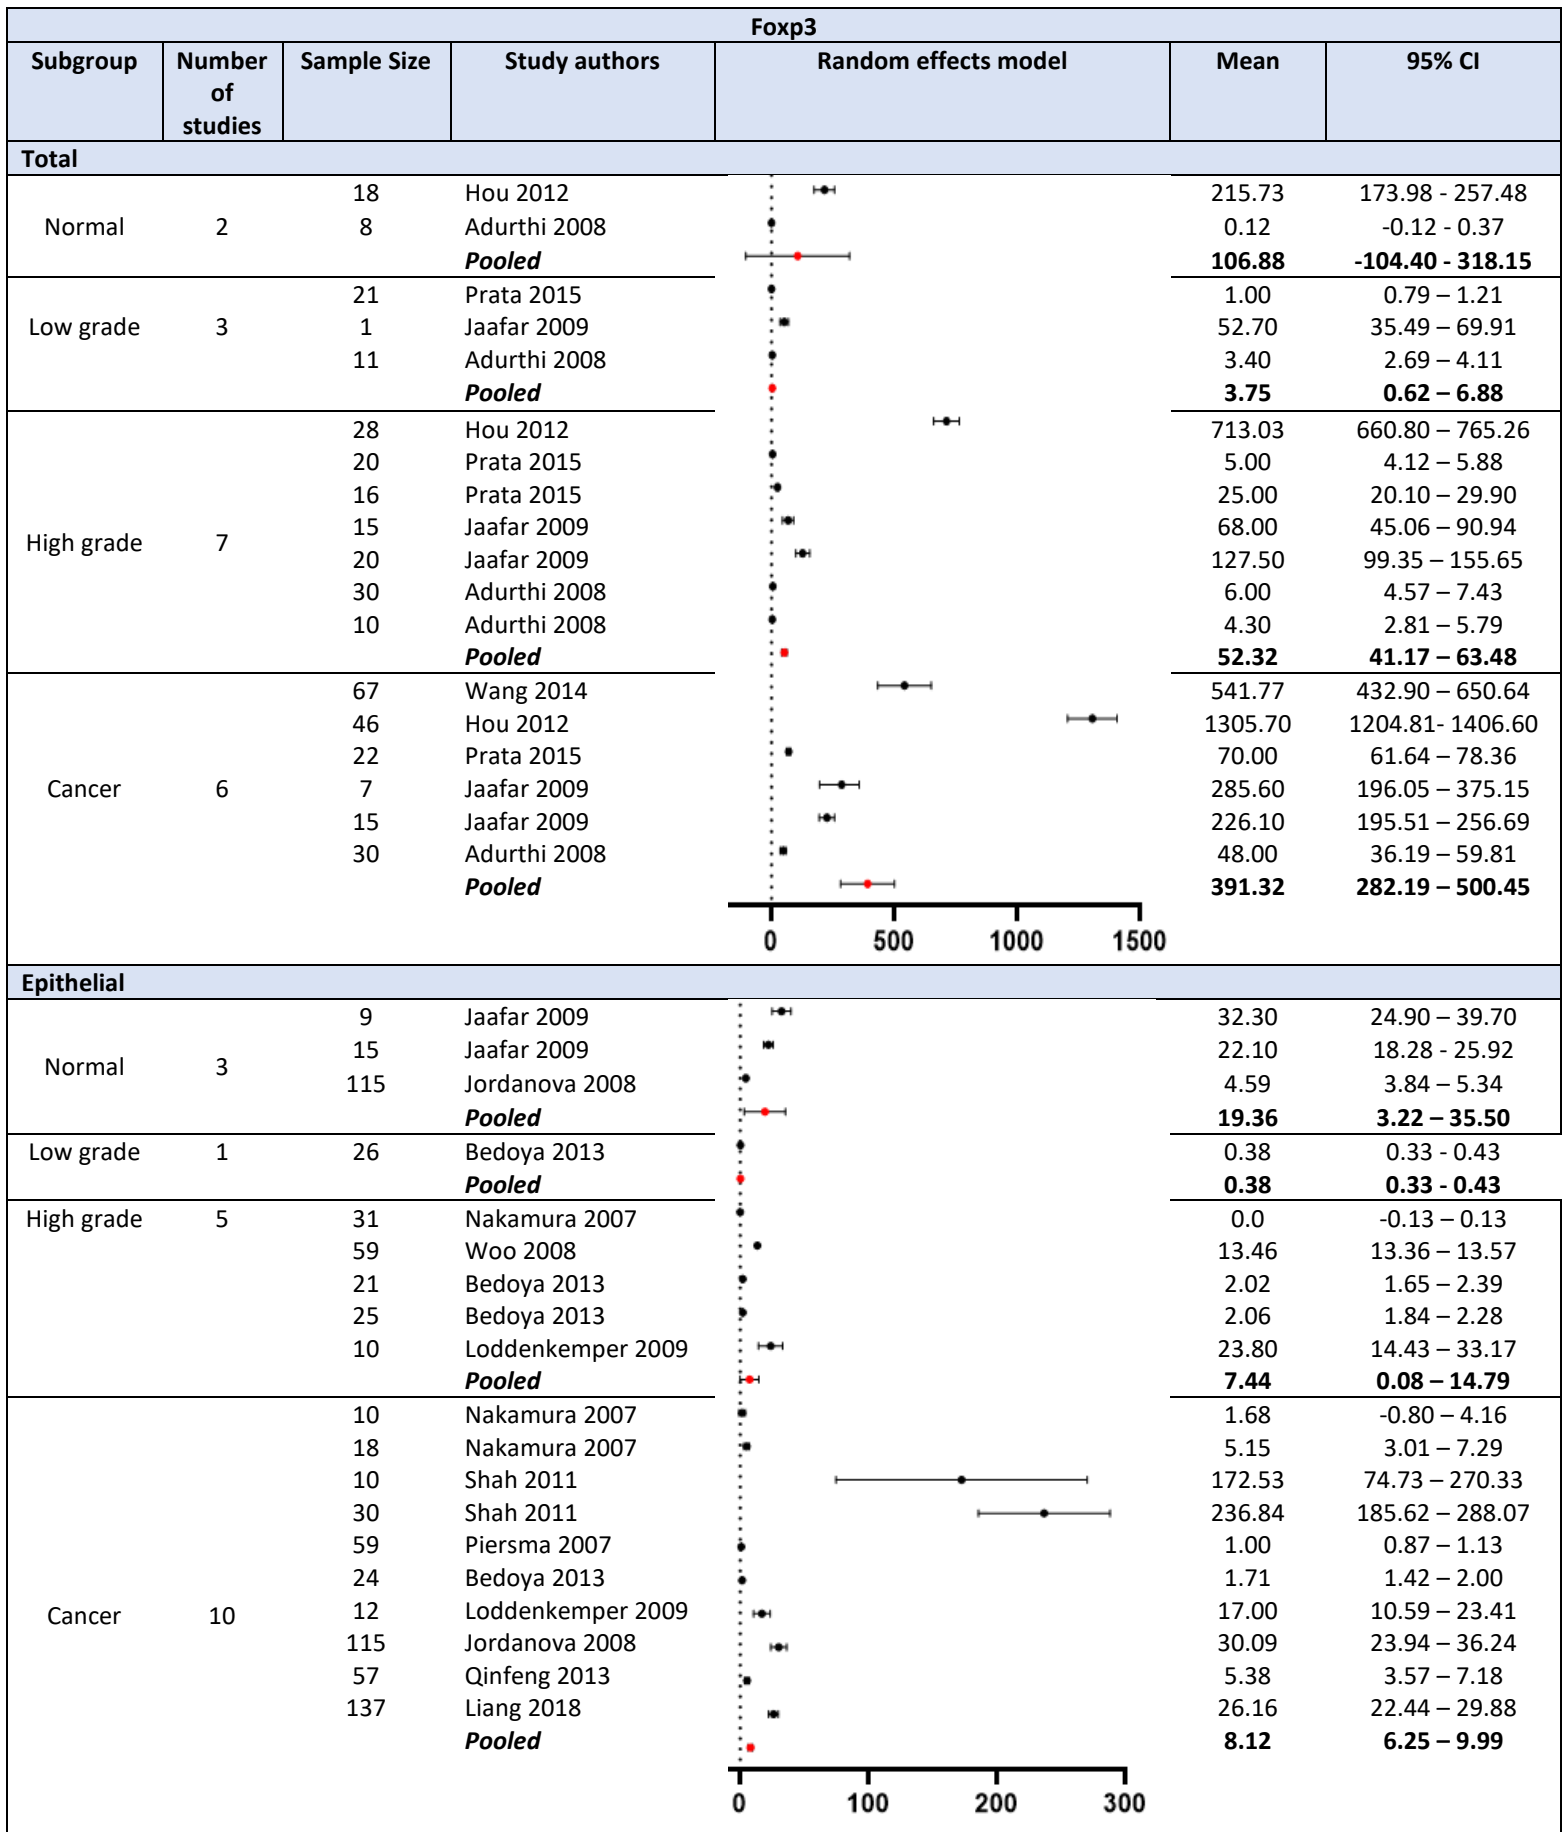 Foxp3
Subgroup Number of studies Sample Size Study authors Random effects model Mean 95% CI
Total
18 Hou 2012 215.73 173.98 - 257.48
Normal 2 8 Adurthi 2008 0.12 -0.12 - 0.37
Pooled 106.88 -104.40 - 318.15
21 Prata 2015 1.00 0.79 – 1.21
Low grade 3 1 Jaafar 2009 52.70 35.49 – 69.91
11 Adurthi 2008 3.40 2.69 – 4.11
Pooled 3.75 0.62 – 6.88
28 Hou 2012 713.03 660.80 – 765.26
20 Prata 2015 5.00 4.12 – 5.88
16 Prata 2015 25.00 20.10 – 29.90
15 Jaafar 2009 68.00 45.06 – 90.94
High grade 7 20 Jaafar 2009 127.50 99.35 – 155.65
30 Adurthi 2008 6.00 4.57 – 7.43
10 Adurthi 2008 4.30 2.81 – 5.79
Pooled 52.32 41.17 – 63.48
67 Wang 2014 541.77 432.90 – 650.64
46 Hou 2012 1305.70 1204.81- 1406.60
22 Prata 2015 70.00 61.64 – 78.36
Cancer 6 7 Jaafar 2009 285.60 196.05 – 375.15
15 Jaafar 2009 226.10 195.51 – 256.69
30 Adurthi 2008 48.00 36.19 – 59.81
Pooled 391.32 282.19 – 500.45
0 500 1000 1500
Epithelial
9 Jaafar 2009 32.30 24.90 – 39.70
Normal 3 15 Jaafar 2009 22.10 18.28 - 25.92
115 Jordanova 2008 4.59 3.84 – 5.34
Pooled 19.36 3.22 – 35.50
Low grade 1 26 Bedoya 2013 0.38 0.33 - 0.43
Pooled 0.38 0.33 - 0.43
High grade 5 31 Nakamura 2007 0.0 -0.13 – 0.13
59 Woo 2008 13.46 13.36 – 13.57
21 Bedoya 2013 2.02 1.65 – 2.39
25 Bedoya 2013 2.06 1.84 – 2.28
10 Loddenkemper 2009 23.80 14.43 – 33.17
Pooled 7.44 0.08 – 14.79
10 Nakamura 2007 1.68 -0.80 – 4.16
18 Nakamura 2007 5.15 3.01 – 7.29
10 Shah 2011 172.53 74.73 – 270.33
30 Shah 2011 236.84 185.62 – 288.07
59 Piersma 2007 1.00 0.87 – 1.13
24 Bedoya 2013 1.71 1.42 – 2.00
Cancer 10 12 Loddenkemper 2009 17.00 10.59 – 23.41
115 Jordanova 2008 30.09 23.94 – 36.24
57 Qinfeng 2013 5.38 3.57 – 7.18
137 Liang 2018 26.16 22.44 – 29.88
Pooled 8.12 6.25 – 9.99
0 100 200 300